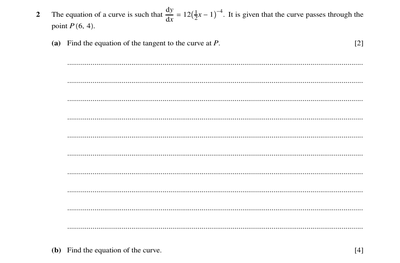 2 The equation of a curve is such that dy/dx = 12(1/2x − 1)⁻⁴. It is given that the curve passes through the
point P(6, 4).
(a) Find the equation of the tangent to the curve at P. [2]
(b) Find the equation of the curve. [4]